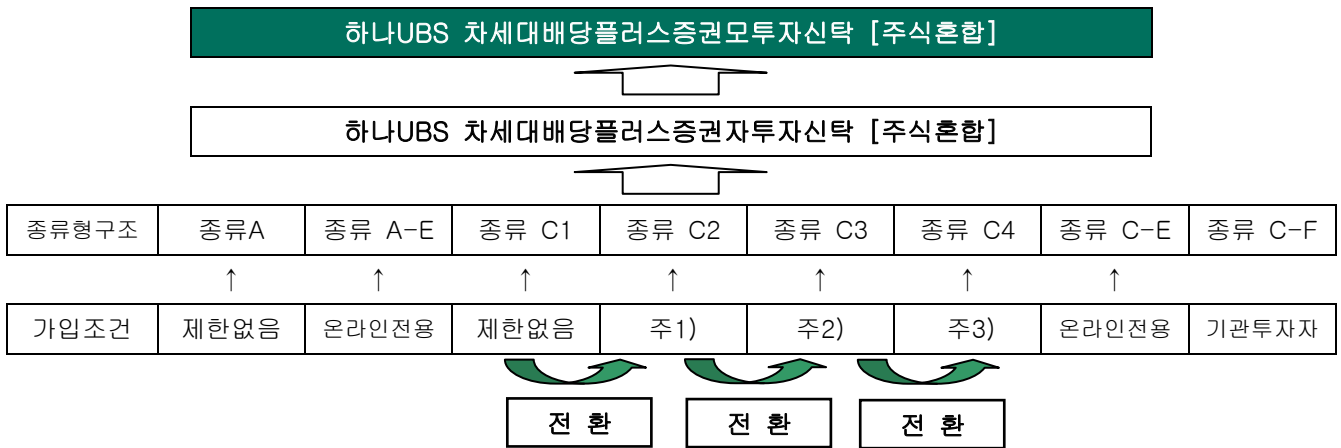 하나UBS 차세대배당플러스증권모투자신탁 [주식혼합]
하나UBS 차세대배당플러스증권자투자신탁 [주식혼합]
종류형구조 종류A 종류 A-E 종류 C1 종류 C2 종류 C3 종류 C4 종류 C-E 종류 C-F
↑ ↑ ↑ ↑ ↑ ↑ ↑
가입조건 제한없음 온라인전용 제한없음 주1) 주2) 주3) 온라인전용 기관투자자
전 환 전 환 전 환